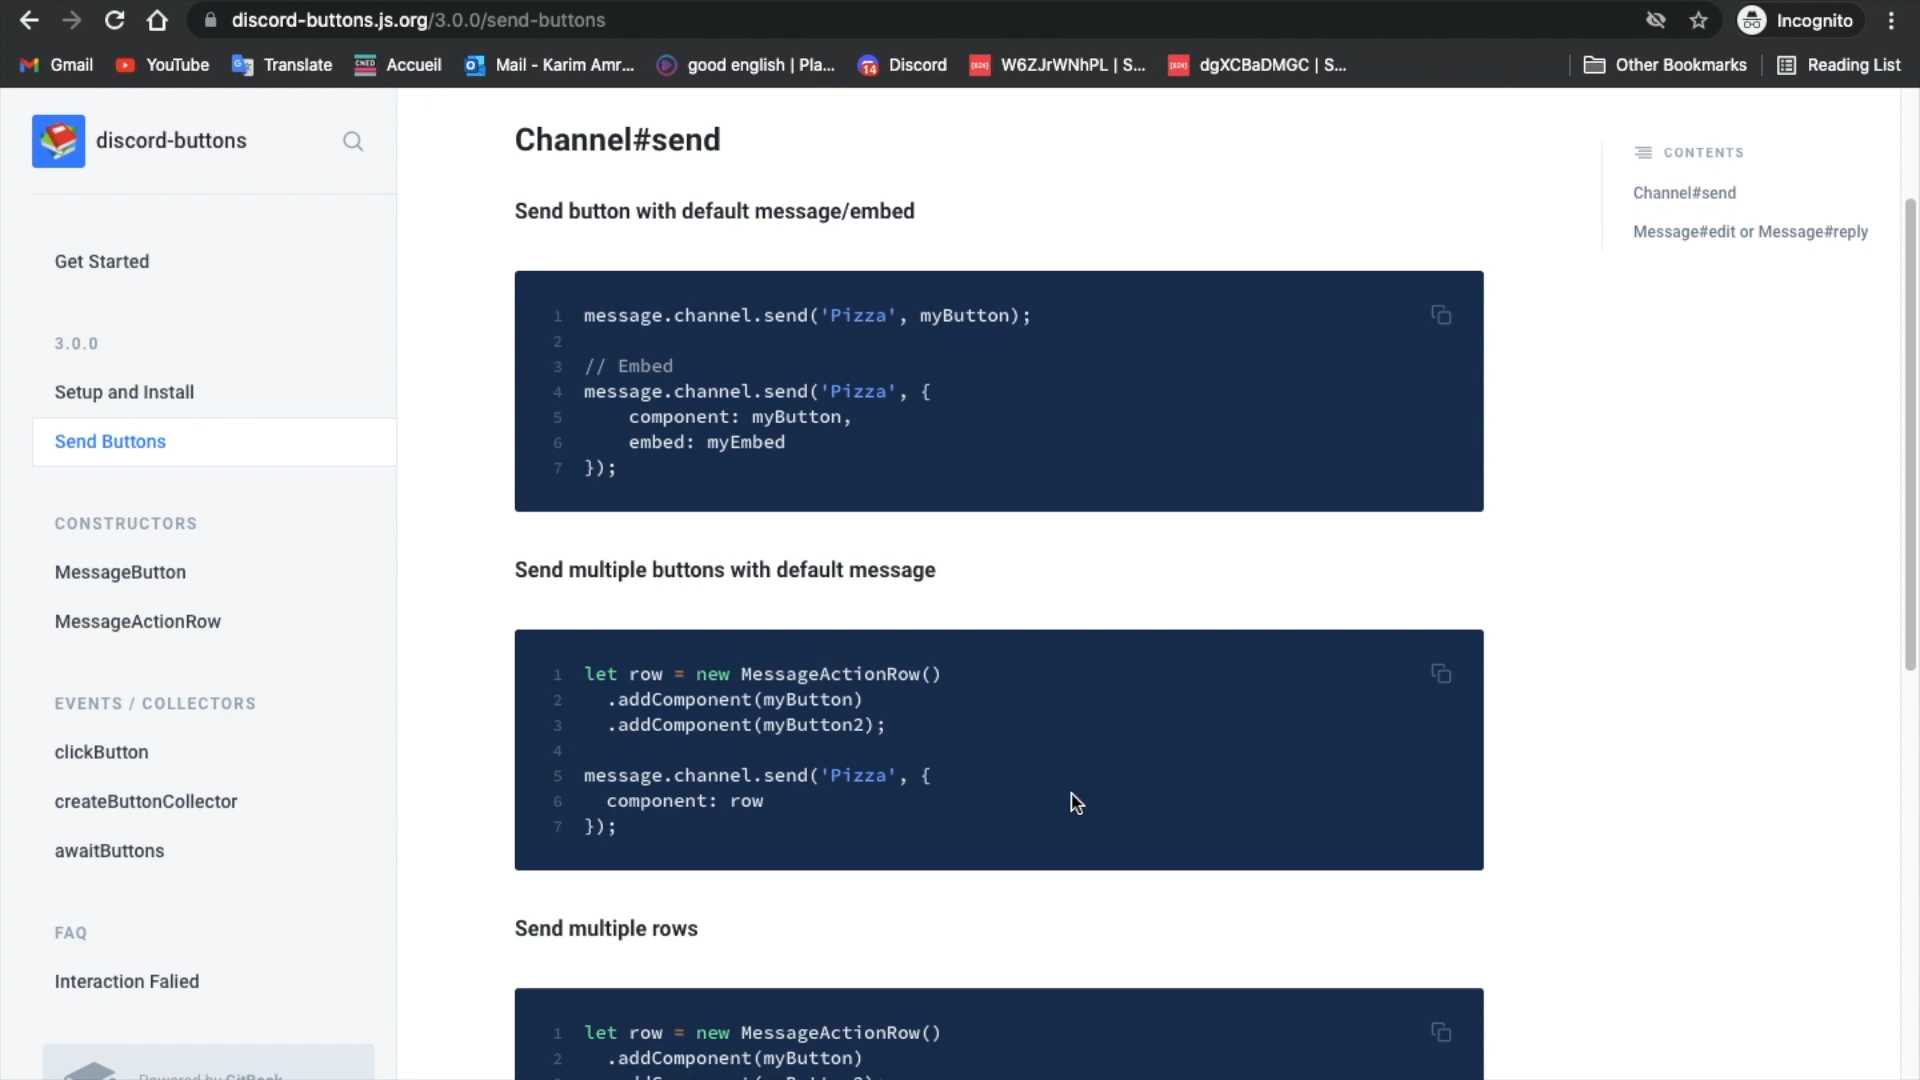 discord-buttons.js.org/3.0.0/send-buttons
Incognito
Gmail
YouTube
Translate
CNED
Accueil
Mail - Karim Amr...
good english | Pla...
14
Discord
W6ZJrWNhPL | S...
dgXCBaDMGC | S...
Other Bookmarks
Reading List
discord-buttons
Get Started
3.0.0
Setup and Install
Send Buttons
CONSTRUCTORS
MessageButton
MessageActionRow
EVENTS / COLLECTORS
clickButton
createButtonCollector
awaitButtons
FAQ
Interaction Falied
Powered by GitBook
Channel#send
Send button with default message/embed
1 message.channel.send('Pizza', myButton);
2
3 // Embed
4 message.channel.send('Pizza', {
5 component: myButton,
6 embed: myEmbed
7 });
Send multiple buttons with default message
1 let row = new MessageActionRow()
2 .addComponent(myButton)
3 .addComponent(myButton2);
4
5 message.channel.send('Pizza', {
6 component: row
7 });
Send multiple rows
1 let row = new MessageActionRow()
2 .addComponent(myButton)
CONTENTS
Channel#send
Message#edit or Message#reply